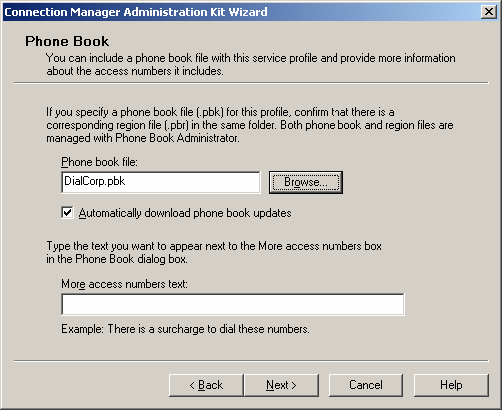 Connection Manager Administration Kit Wizard
Phone Book
You can include a phone book file with this service profile and provide more information
about the access numbers it includes.
If you specify a phone book file (.pbk) for this profile, confirm that there is a
corresponding region file (.pbr) in the same folder. Both phone book and region files are
managed with Phone Book Administrator.
Phone book file:
DialCorp.pbk
Browse...
Automatically download phone book updates
Type the text you want to appear next to the More access numbers box
in the Phone Book dialog box.
More access numbers text:
Example: There is a surcharge to dial these numbers.
< Back Next > Cancel Help